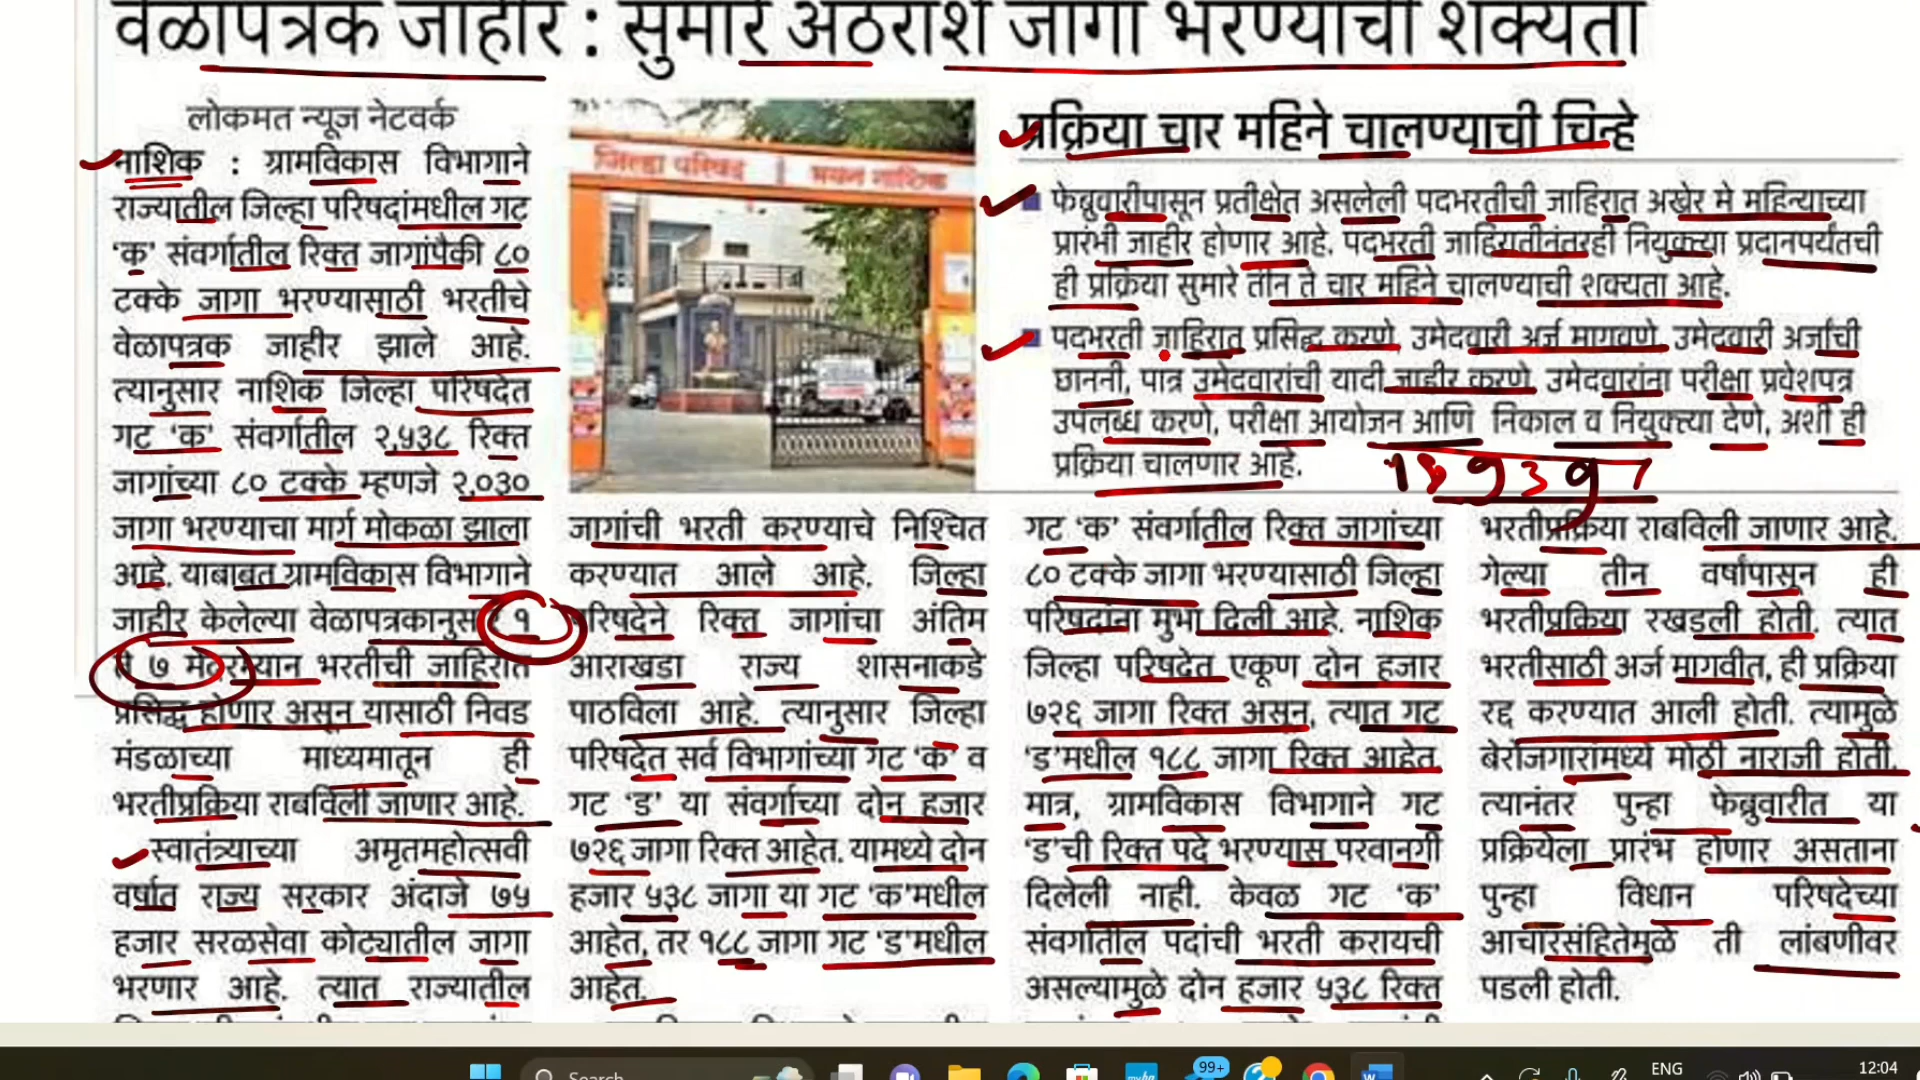 वेळापत्रक जाहीर : सुमारे अठराशे जागा भरण्याची शक्यता
लोकमत न्यूज नेटवर्क
नाशिक : ग्रामविकास विभागाने
राज्यातील जिल्हा परिषदांमधील गट
‘क’ संवर्गातील रिक्त जागांपैकी ८०
टक्के जागा भरण्यासाठी भरतीचे
वेळापत्रक जाहीर झाले आहे.
त्यानुसार नाशिक जिल्हा परिषदेत
गट ‘क’ संवर्गातील २,५३८ रिक्त
जागांच्या ८० टक्के म्हणजे २,०३०
जागा भरण्याचा मार्ग मोकळा झाला
आहे. याबाबत ग्रामविकास विभागाने
जाहीर केलेल्या वेळापत्रकानुसार १
ते ७ मेदरम्यान भरतीची जाहिरात
प्रसिद्ध होणार असून यासाठी निवड
मंडळाच्या माध्यमातून ही
भरतीप्रक्रिया राबविली जाणार आहे.
स्वातंत्र्याच्या अमृतमहोत्सवी
वर्षात राज्य सरकार अंदाजे ७५
हजार सरळसेवा कोट्यातील जागा
भरणार आहे. त्यात राज्यातील
जिल्हा परिषद भवन नाशिक
जागांची भरती करण्याचे निश्चित
करण्यात आले आहे. जिल्हा
परिषदेने रिक्त जागांचा अंतिम
आराखडा राज्य शासनाकडे
पाठविला आहे. त्यानुसार जिल्हा
परिषदेत सर्व विभागांच्या गट ‘क’ व
गट ‘ड’ या संवर्गाच्या दोन हजार
७२६ जागा रिक्त आहेत. यामध्ये दोन
हजार ५३८ जागा या गट ‘क’मधील
आहेत, तर १८८ जागा गट ‘ड’मधील
आहेत.
प्रक्रिया चार महिने चालण्याची चिन्हे
फेब्रुवारीपासून प्रतीक्षेत असलेली पदभरतीची जाहिरात अखेर मे महिन्याच्या
प्रारंभी जाहीर होणार आहे. पदभरती जाहिरातीनंतरही नियुक्त्या प्रदानपर्यंतची
ही प्रक्रिया सुमारे तीन ते चार महिने चालण्याची शक्यता आहे.
पदभरती जाहिरात प्रसिद्ध करणे, उमेदवारी अर्ज मागवणे, उमेदवारी अर्जांची
छाननी, पात्र उमेदवारांची यादी जाहीर करणे, उमेदवारांना परीक्षा प्रवेशपत्र
उपलब्ध करणे, परीक्षा आयोजन आणि निकाल व नियुक्त्या देणे, अशी ही
प्रक्रिया चालणार आहे.
गट ‘क’ संवर्गातील रिक्त जागांच्या
८० टक्के जागा भरण्यासाठी जिल्हा
परिषदांना मुभा दिली आहे. नाशिक
जिल्हा परिषदेत एकूण दोन हजार
७२६ जागा रिक्त असून, त्यात गट
‘ड’मधील १८८ जागा रिक्त आहेत.
मात्र, ग्रामविकास विभागाने गट
‘ड’ची रिक्त पदे भरण्यास परवानगी
दिलेली नाही. केवळ गट ‘क’
संवर्गातील पदांची भरती करायची
असल्यामुळे दोन हजार ५३८ रिक्त
भरतीप्रक्रिया राबविली जाणार आहे.
गेल्या तीन वर्षांपासून ही
भरतीप्रक्रिया रखडली होती. त्यात
भरतीसाठी अर्ज मागवीत, ही प्रक्रिया
रद्द करण्यात आली होती. त्यामुळे
बेरोजगारांमध्ये मोठी नाराजी होती.
त्यानंतर पुन्हा फेब्रुवारीत या
प्रक्रियेला प्रारंभ होणार असताना
पुन्हा विधान परिषदेच्या
आचारसंहितेमुळे ती लांबणीवर
पडली होती.
Search
99+
ENG
12:04